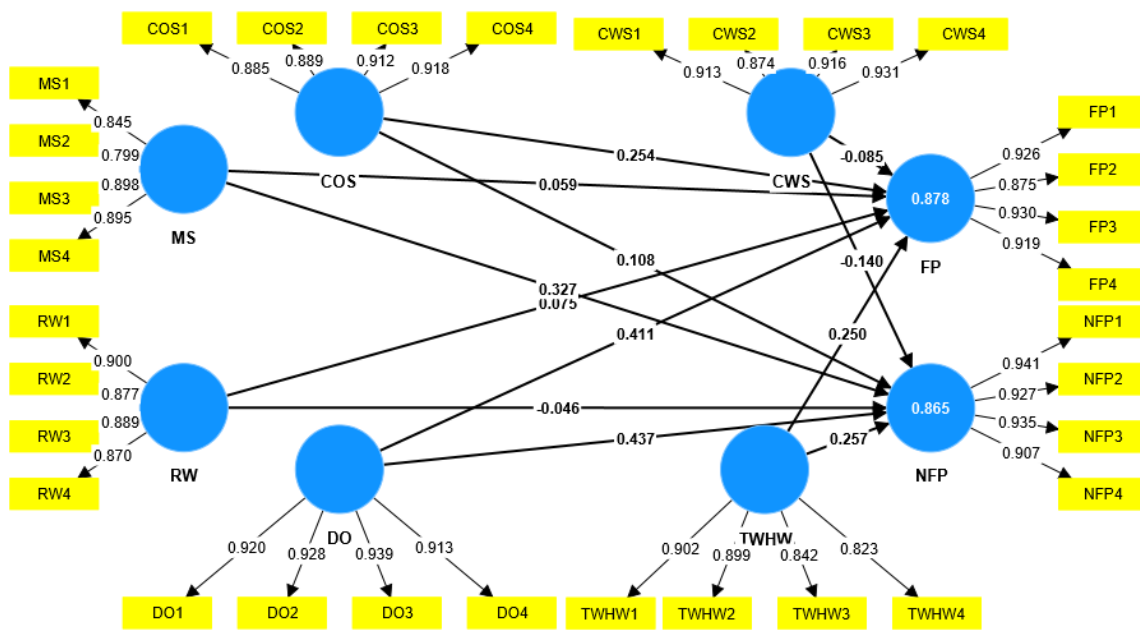 COS1 COS2 COS3 COS4
CWS1 CWS2 CWS3 CWS4
0.885 0.889 0.912 0.918
0.913 0.874 0.916 0.931
MS1
MS2
MS3
MS4
0.845
0.799
0.898
0.895
MS
COS
CWS
FP1
FP2
FP3
FP4
0.926
0.875
0.930
0.919
0.878
FP
0.254
0.059
-0.085
0.108
-0.140
0.327
0.075
0.411
0.250
-0.046
0.437
0.257
RW1
RW2
RW3
RW4
0.900
0.877
0.889
0.870
RW
NFP1
NFP2
NFP3
NFP4
0.941
0.927
0.935
0.907
0.865
NFP
DO
TWHW
0.920 0.928 0.939 0.913
0.902 0.899 0.842 0.823
DO1 DO2 DO3 DO4
TWHW1 TWHW2 TWHW3 TWHW4